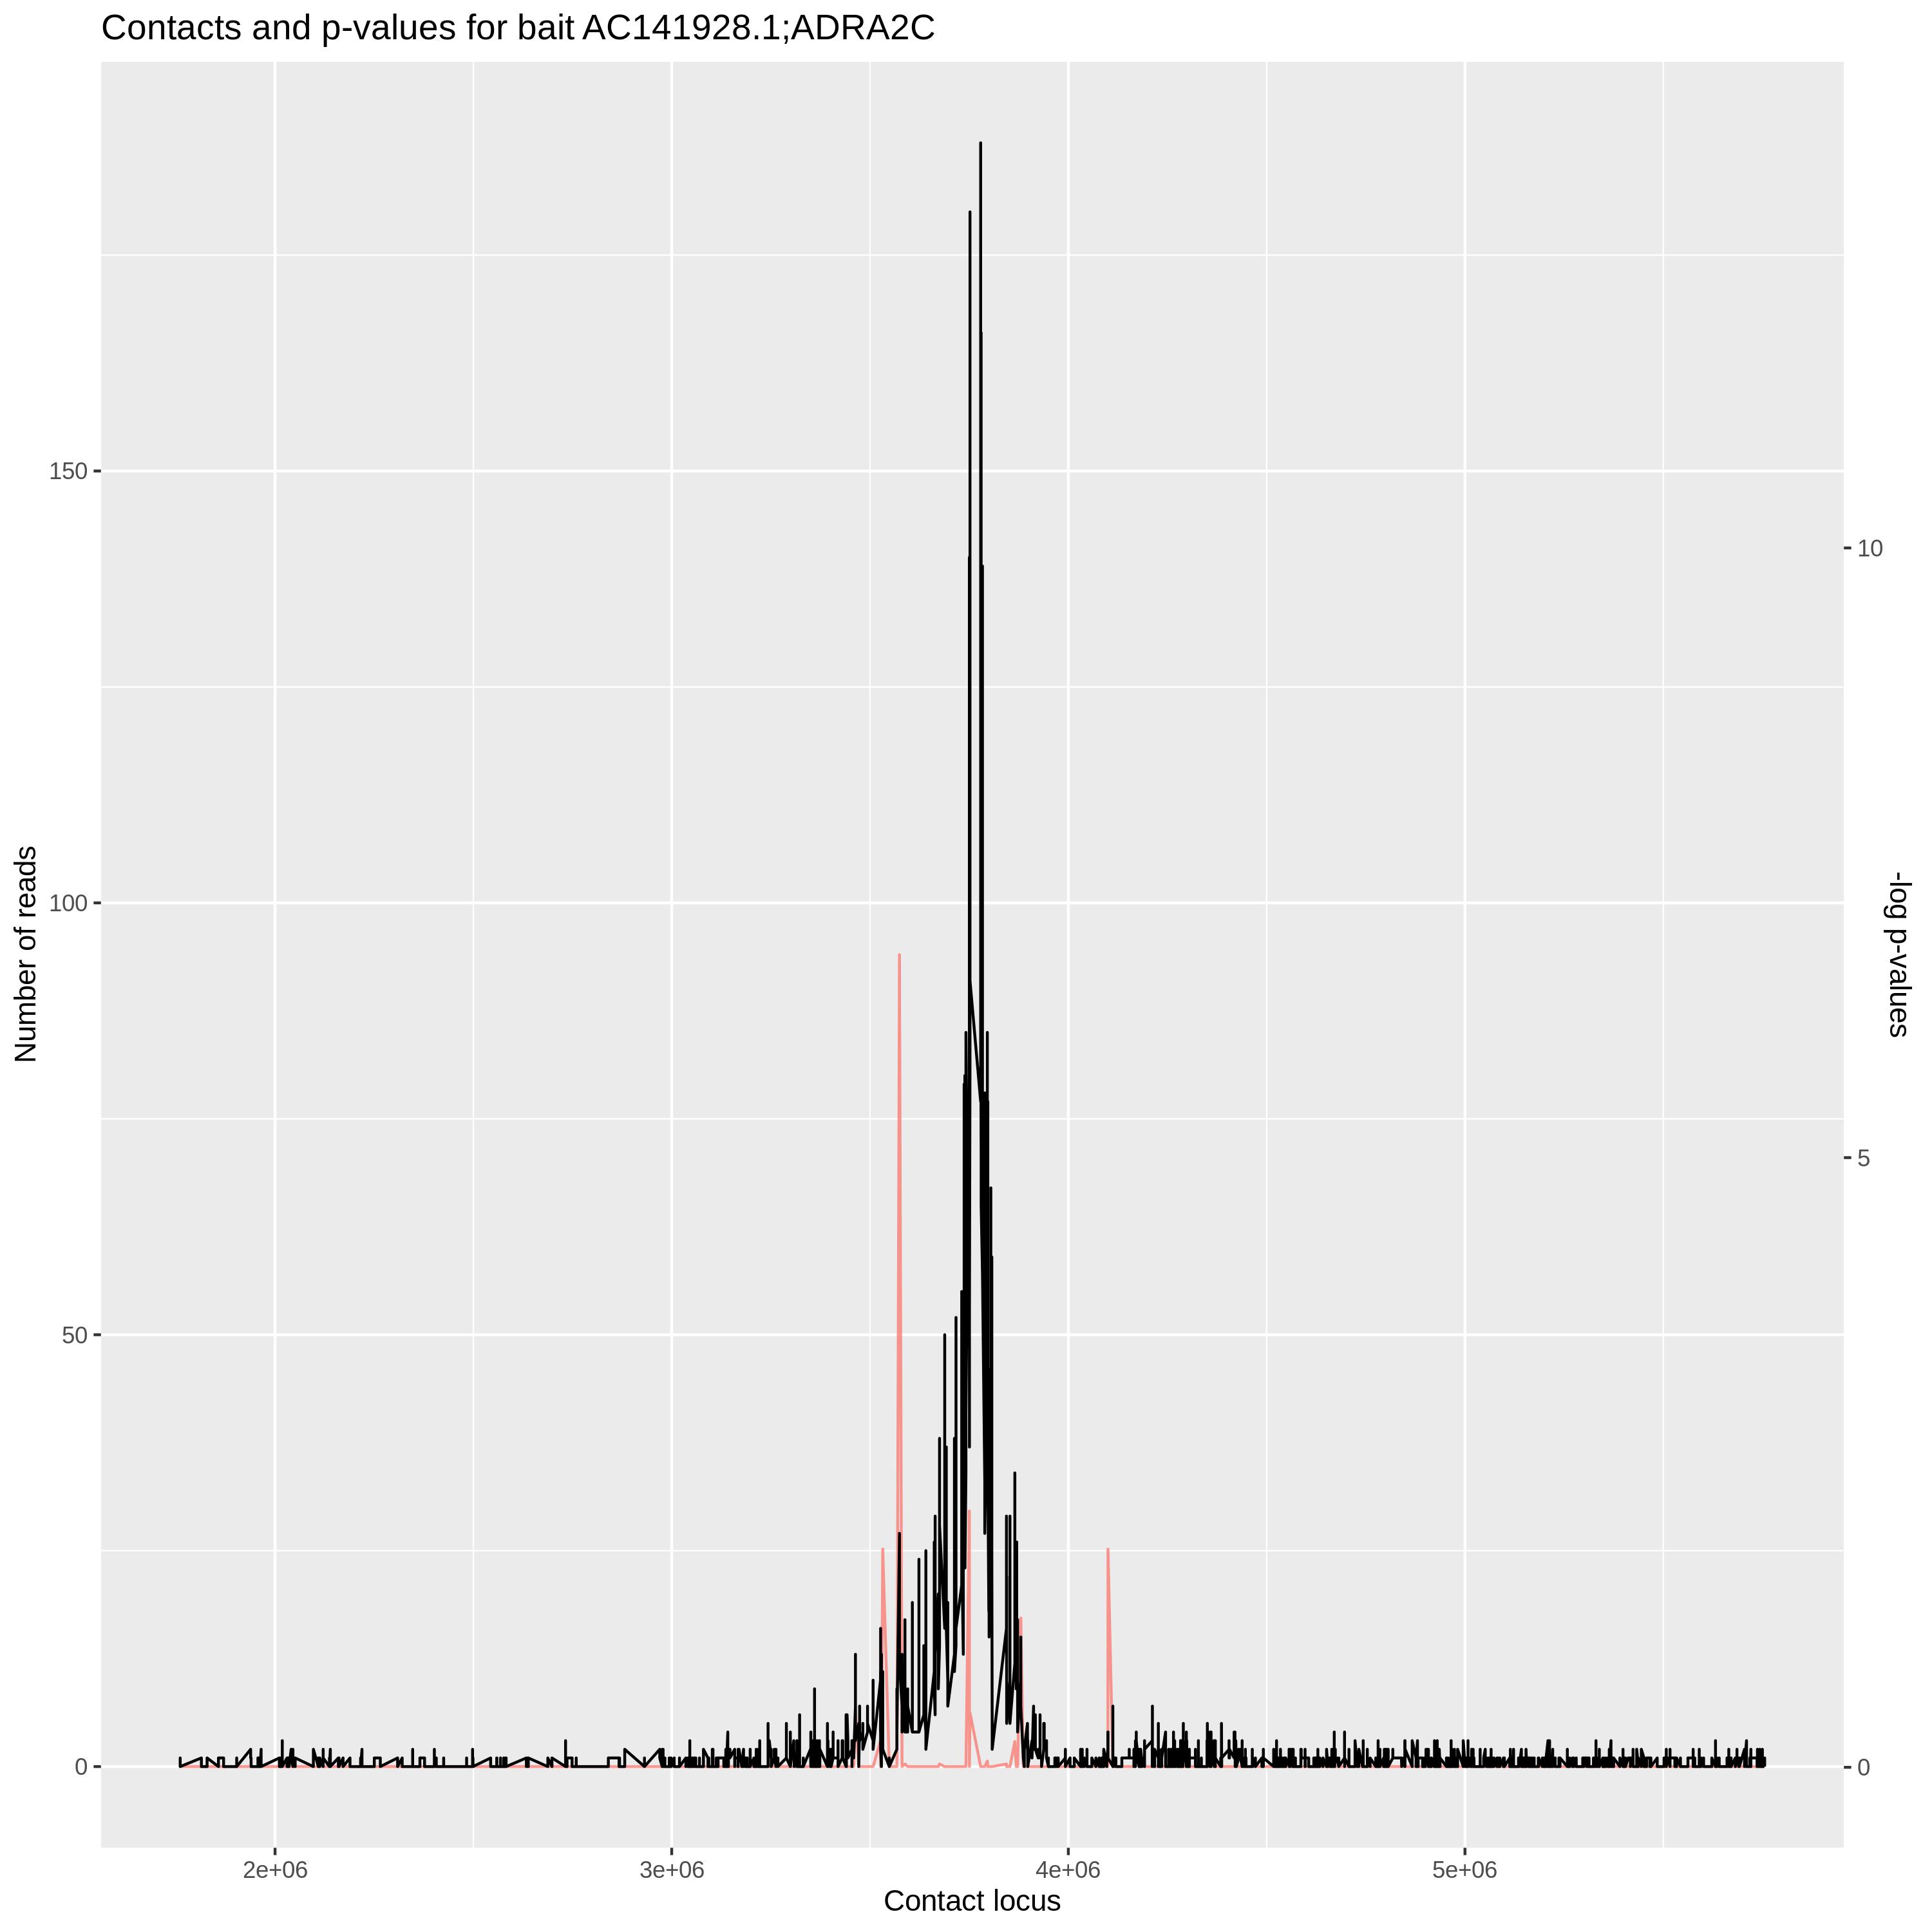 Contacts and p-values for bait AC141928.1;ADRA2C
Number of reads
150
100
50
0
10
5
0
-log p-values
2e+06 3e+06 4e+06 5e+06
Contact locus